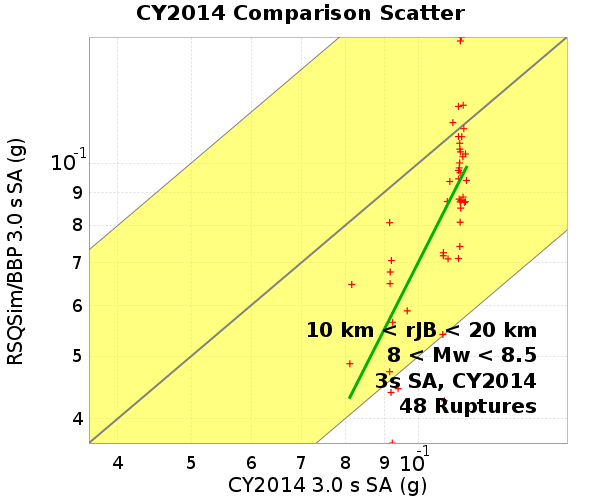 CY2014 Comparison Scatter
RSQSim/BBP 3.0 s SA (g)
10-1
9
8
7
6
5
4
10 km < rJB < 20 km
8 < Mw < 8.5
3s SA, CY2014
48 Ruptures
4 5 6 7 8 9 10-1
CY2014 3.0 s SA (g)